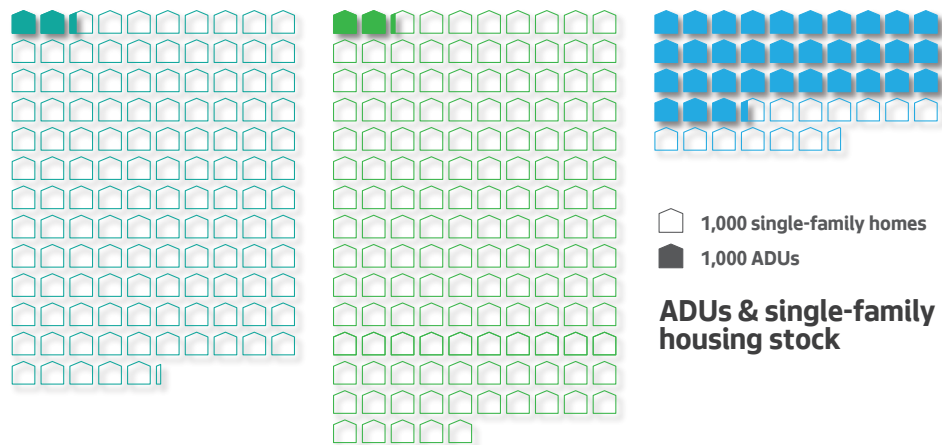 1,000 single-family homes
1,000 ADUs
ADUs & single-family
housing stock